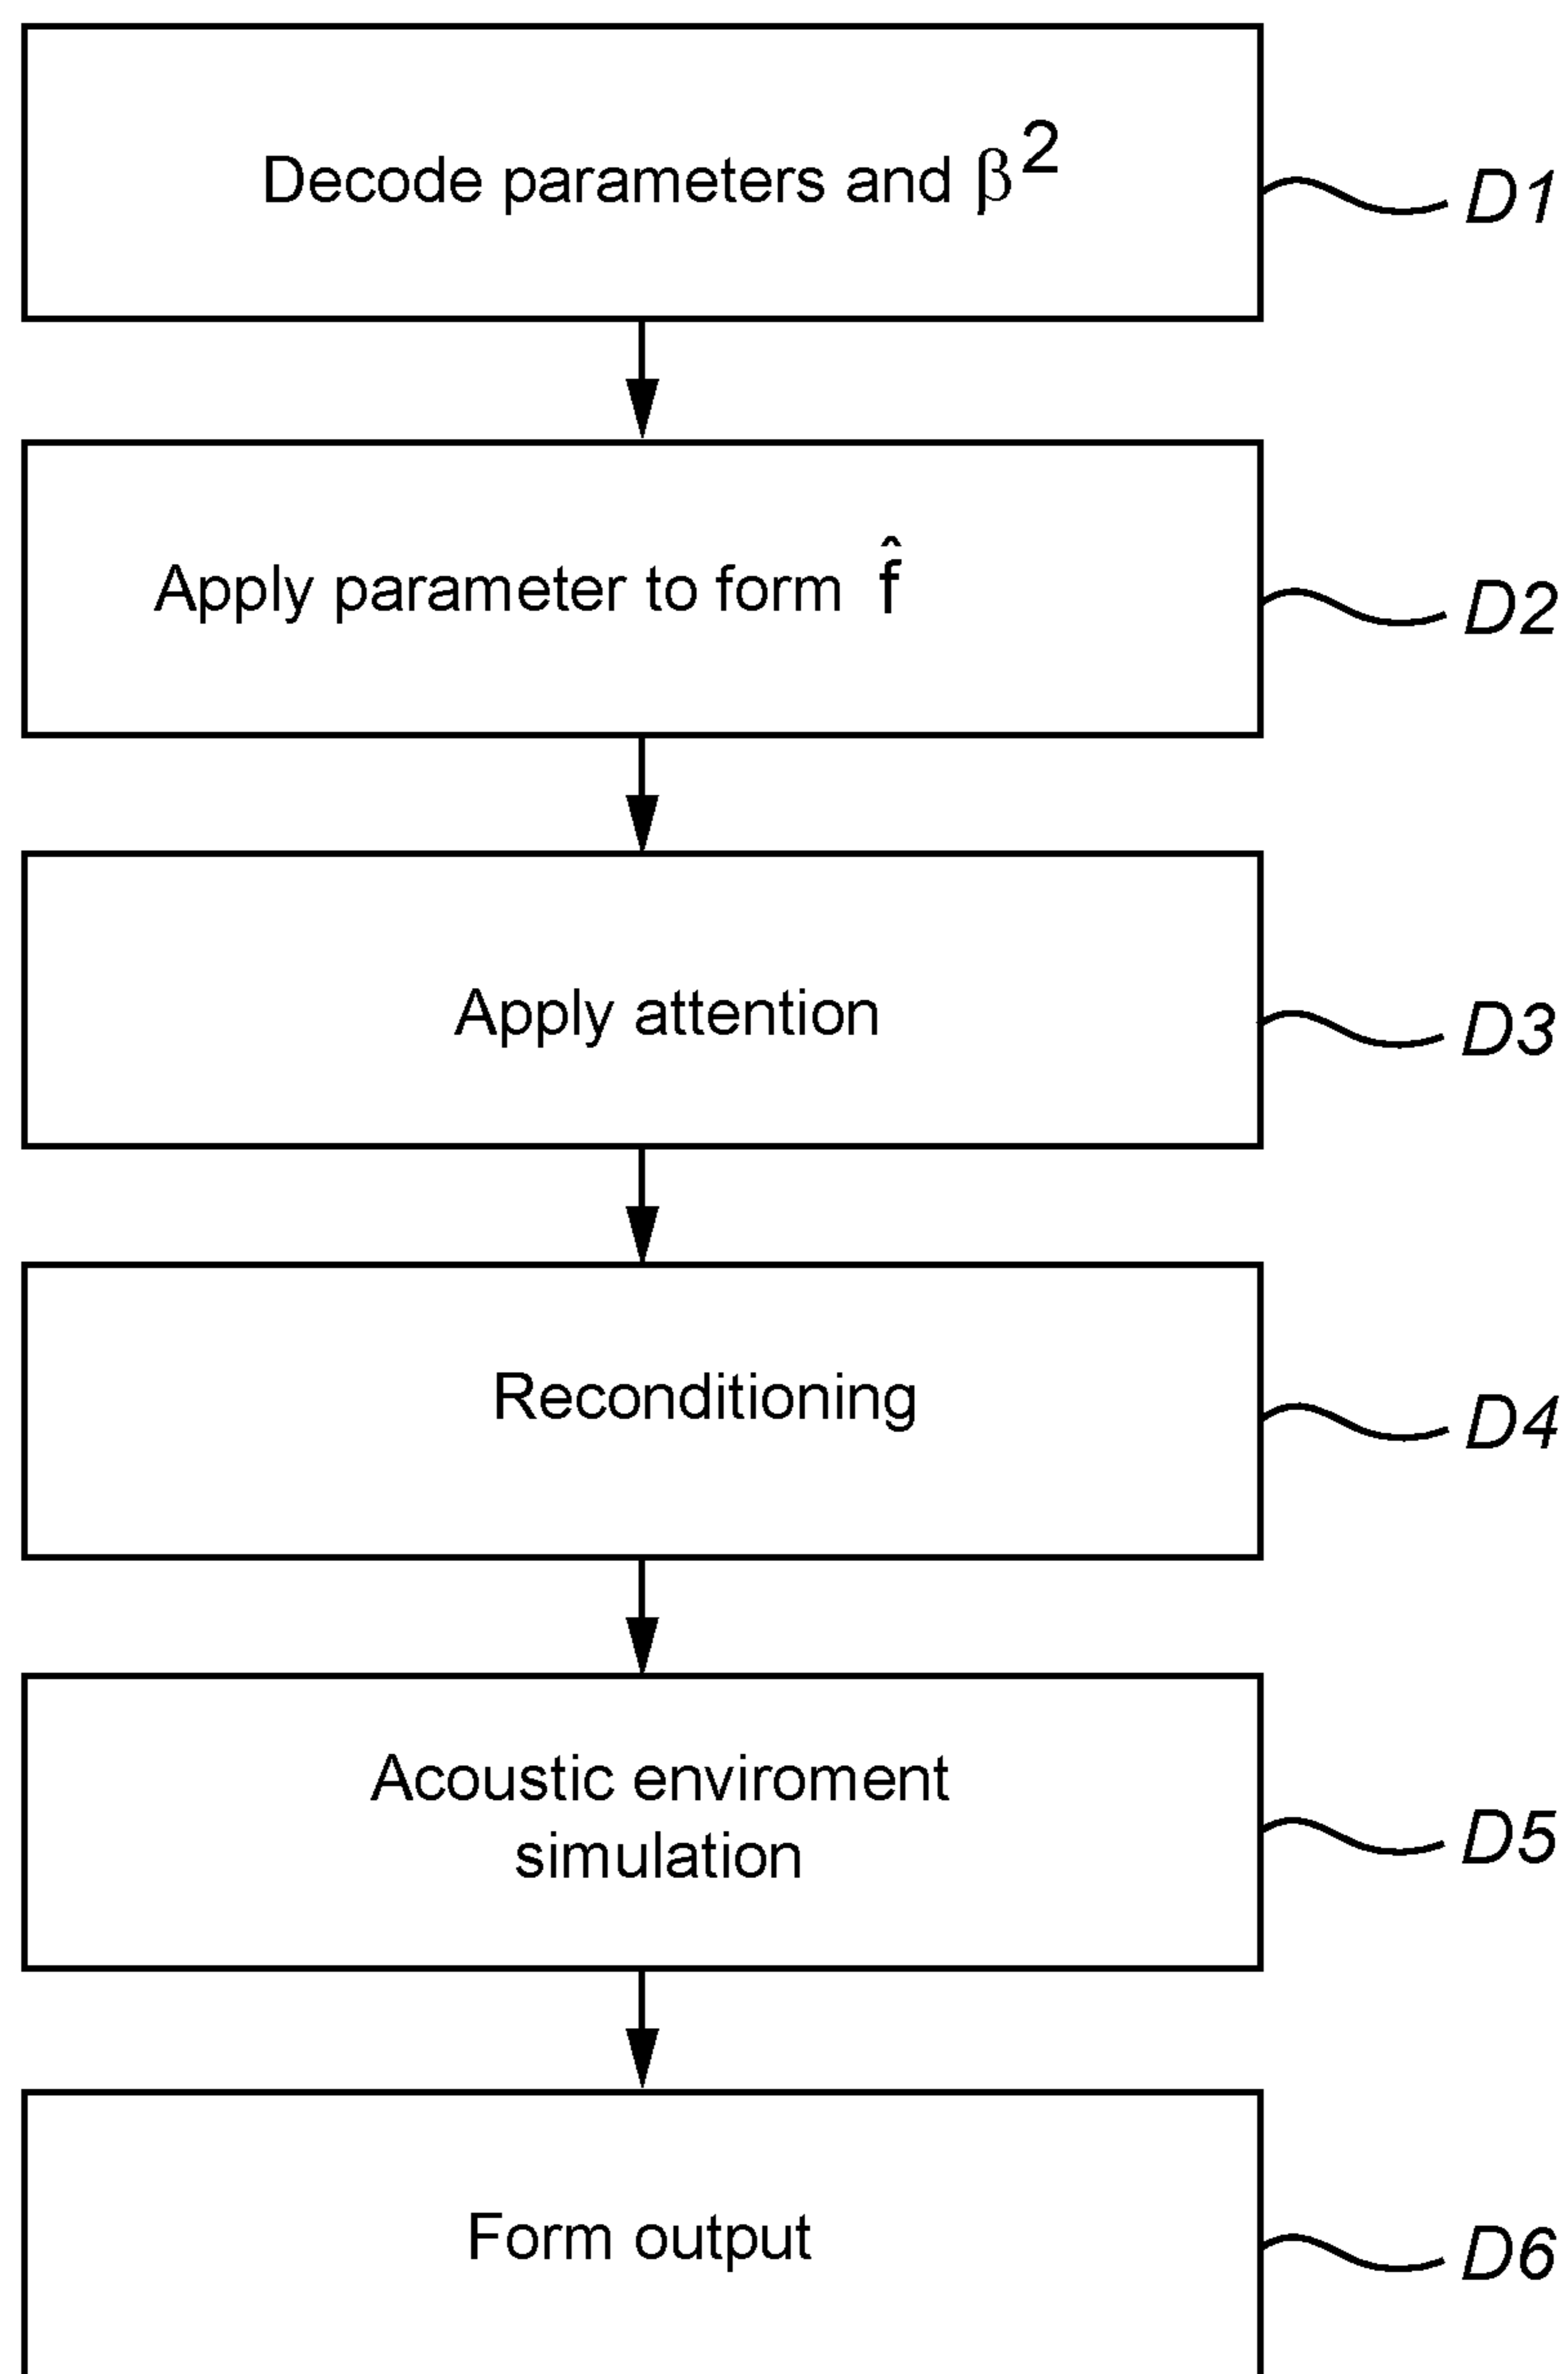 Decode parameters and β²
D1
Apply parameter to form f̂
D2
Apply attention
D3
Reconditioning
D4
Acoustic enviroment
simulation
D5
Form output
D6